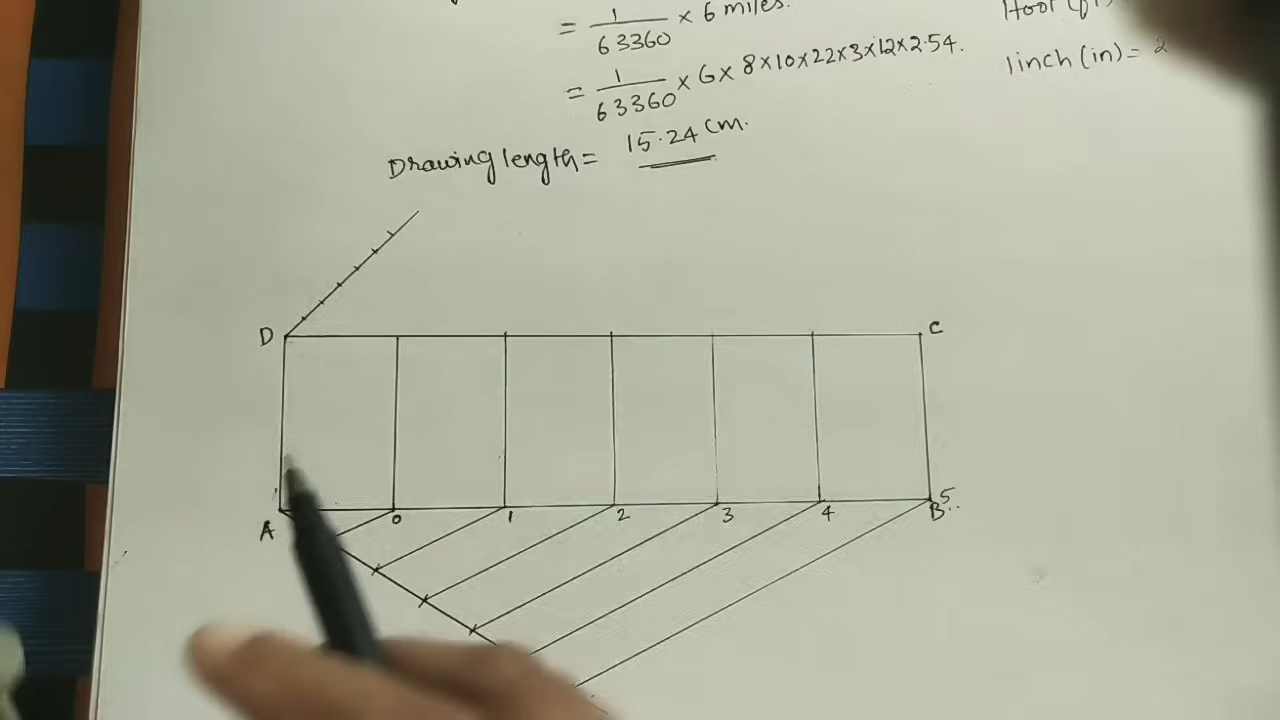 = 1/63360 × 6 miles.
= 1/63360 × 6 × 8×10×22×3×12×2.54.
1inch (in) =
Drawing length = 15.24 cm.
D
C
A
0
1
2
3
4
5
B